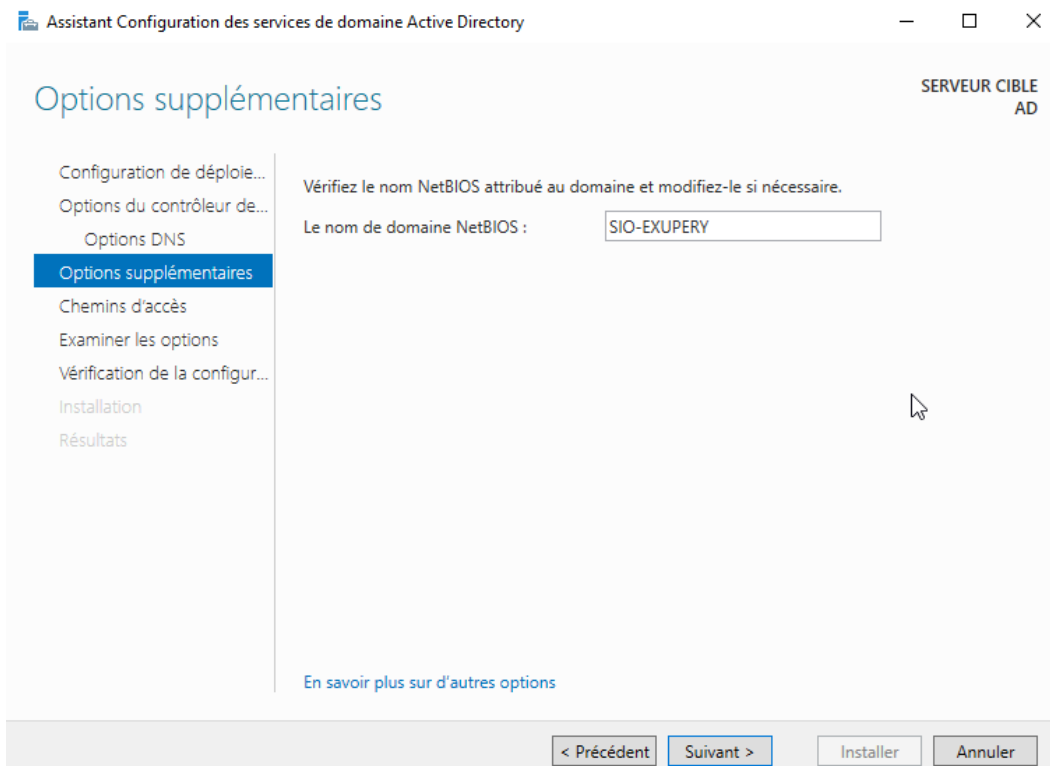 Assistant Configuration des services de domaine Active Directory
Options supplémentaires
SERVEUR CIBLE
AD
Configuration de déploie...
Options du contrôleur de...
Options DNS
Options supplémentaires
Chemins d'accès
Examiner les options
Vérification de la configur...
Installation
Résultats
Vérifiez le nom NetBIOS attribué au domaine et modifiez-le si nécessaire.
Le nom de domaine NetBIOS : SIO-EXUPERY
En savoir plus sur d'autres options
< Précédent Suivant > Installer Annuler